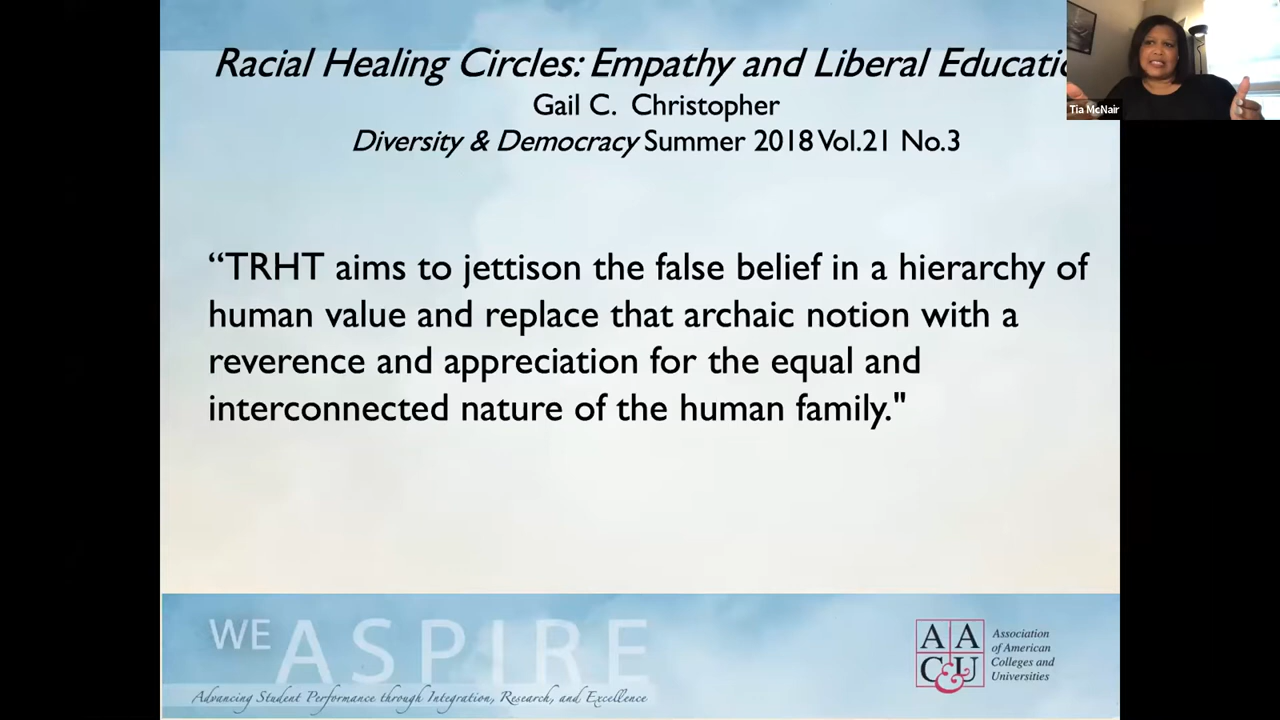 Racial Healing Circles: Empathy and Liberal Educatio
Gail C. Christopher
Diversity & Democracy Summer 2018 Vol.21 No.3
Tia McNair
“TRHT aims to jettison the false belief in a hierarchy of
human value and replace that archaic notion with a
reverence and appreciation for the equal and
interconnected nature of the human family."
WE ASPIRE
Advancing Student Performance through Integration, Research, and Excellence
AA
C&U
Association
of American
Colleges and
Universities